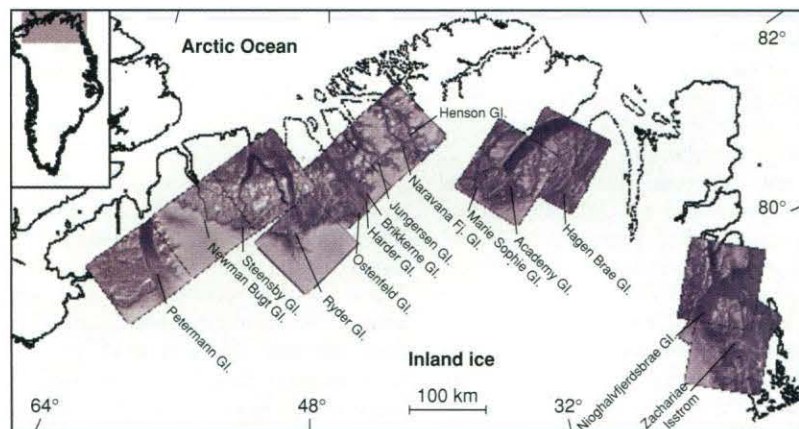 Arctic Ocean
82°
Henson Gl.
Naravana Fj. Gl.
Jungersen Gl.
Brikkerne Gl.
Harder Gl.
Ostenfeld Gl.
Marie Sophie Gl.
Academy Gl.
Hagen Brae Gl.
80°
Newman Bugt Gl.
Steensby Gl.
Ryder Gl.
Petermann Gl.
Nioghalvfjerdsbrae Gl.
Zachariae
Isstrom
Inland ice
100 km
64°
48°
32°